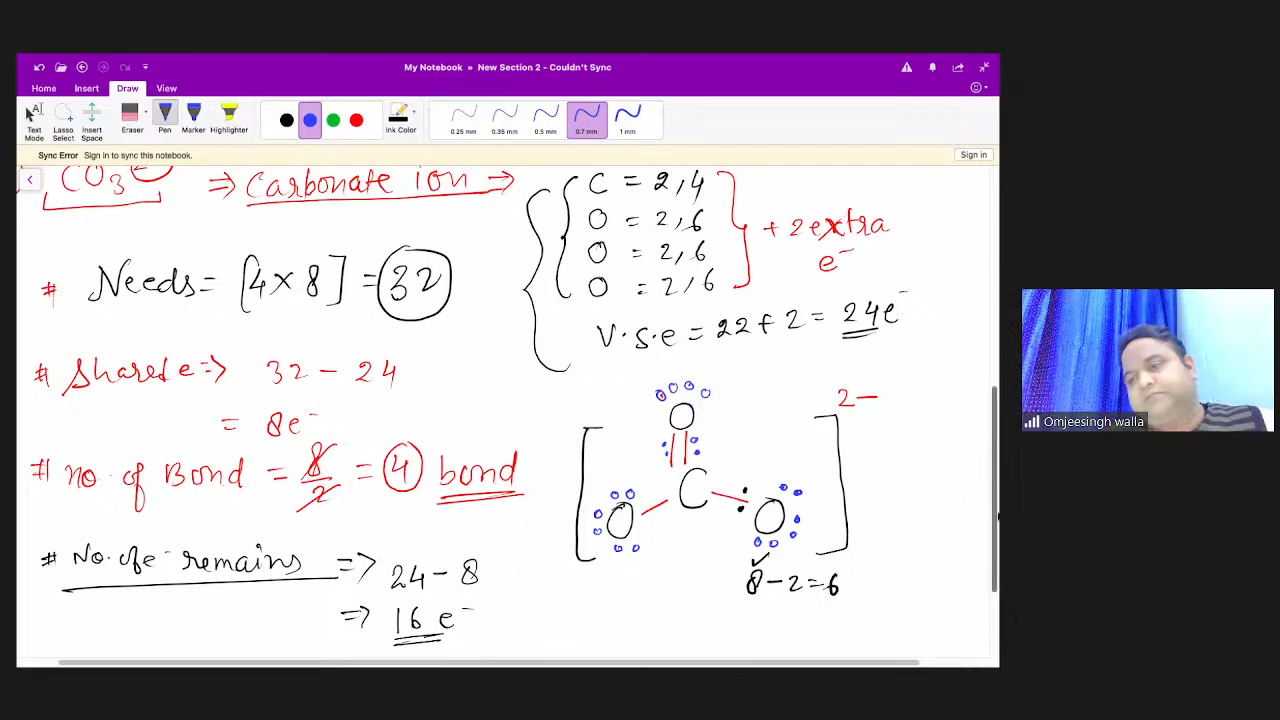 My Notebook » New Section 2 - Couldn't Sync
Home Insert Draw View
Text Mode
Lasso Select
Insert Space
Eraser
Pen
Marker
Highlighter
Ink Color
0.25 mm
0.35 mm
0.5 mm
0.7 mm
1 mm
Sync Error Sign in to sync this notebook.
Sign in
CO3 2- => Carbonate ion =>
# Needs = [4 x 8] = 32
# Shared e => 32 - 24
= 8e-
# No. of Bond = 8/2 = 4 bond
# No. of e- remains => 24 - 8
=> 16 e-
C = 2,4
O = 2,6
O = 2,6
O = 2,6
+ 2 extra
e-
V.S.e = 22 + 2 = 24e-
2-
O
C
O O
8 - 2 = 6
Omjeesingh walla